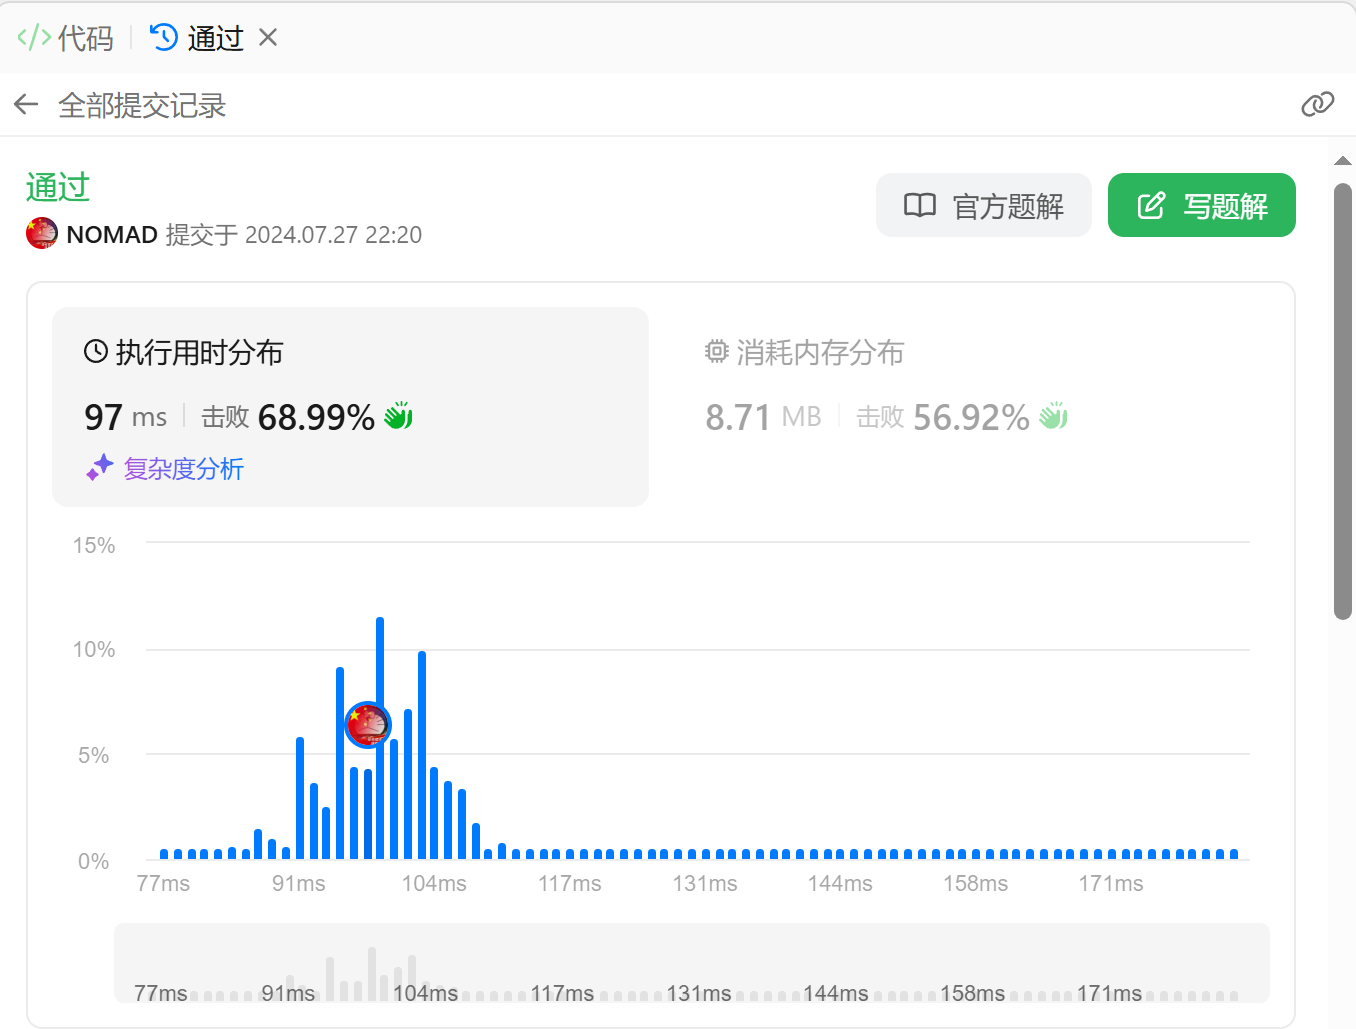 代码 通过
全部提交记录
通过
官方题解
写题解
NOMAD 提交于 2024.07.27 22:20
执行用时分布
97 ms 击败 68.99%
复杂度分析
消耗内存分布
8.71 MB 击败 56.92%
15%
10%
5%
0%
77ms 91ms 104ms 117ms 131ms 144ms 158ms 171ms
77ms 91ms 104ms 117ms 131ms 144ms 158ms 171ms